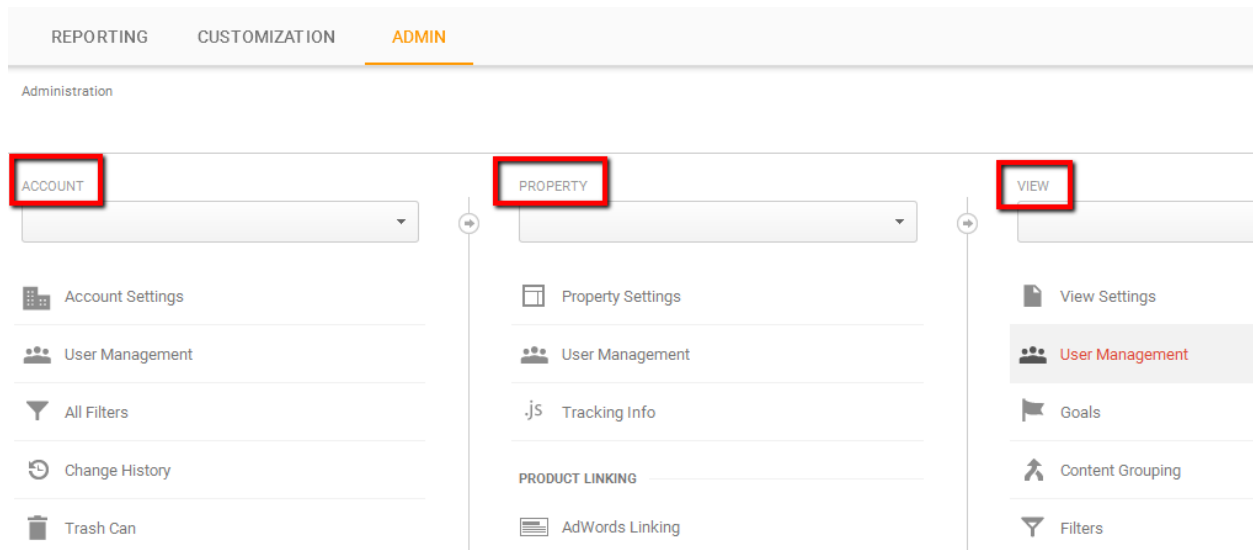 REPORTING CUSTOMIZATION ADMIN
Administration
ACCOUNT
Account Settings
User Management
All Filters
Change History
Trash Can
PROPERTY
Property Settings
User Management
.js Tracking Info
PRODUCT LINKING
AdWords Linking
VIEW
View Settings
User Management
Goals
Content Grouping
Filters